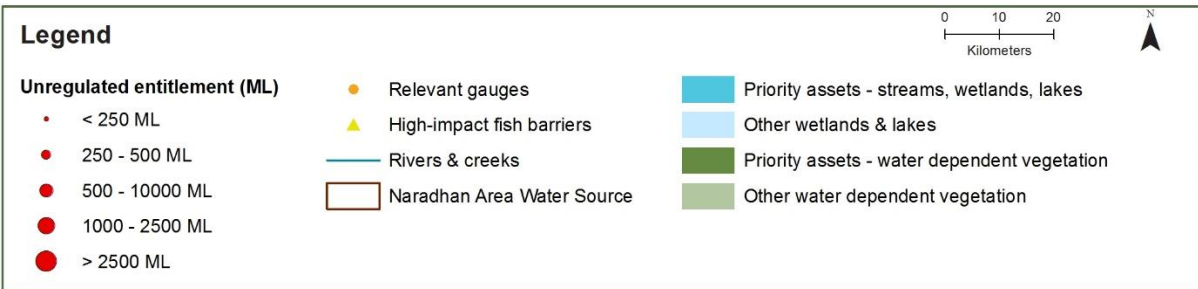 Legend
0 10 20
Kilometers
N
Unregulated entitlement (ML)
< 250 ML
250 - 500 ML
500 - 10000 ML
1000 - 2500 ML
> 2500 ML
Relevant gauges
High-impact fish barriers
Rivers & creeks
Naradhan Area Water Source
Priority assets - streams, wetlands, lakes
Other wetlands & lakes
Priority assets - water dependent vegetation
Other water dependent vegetation